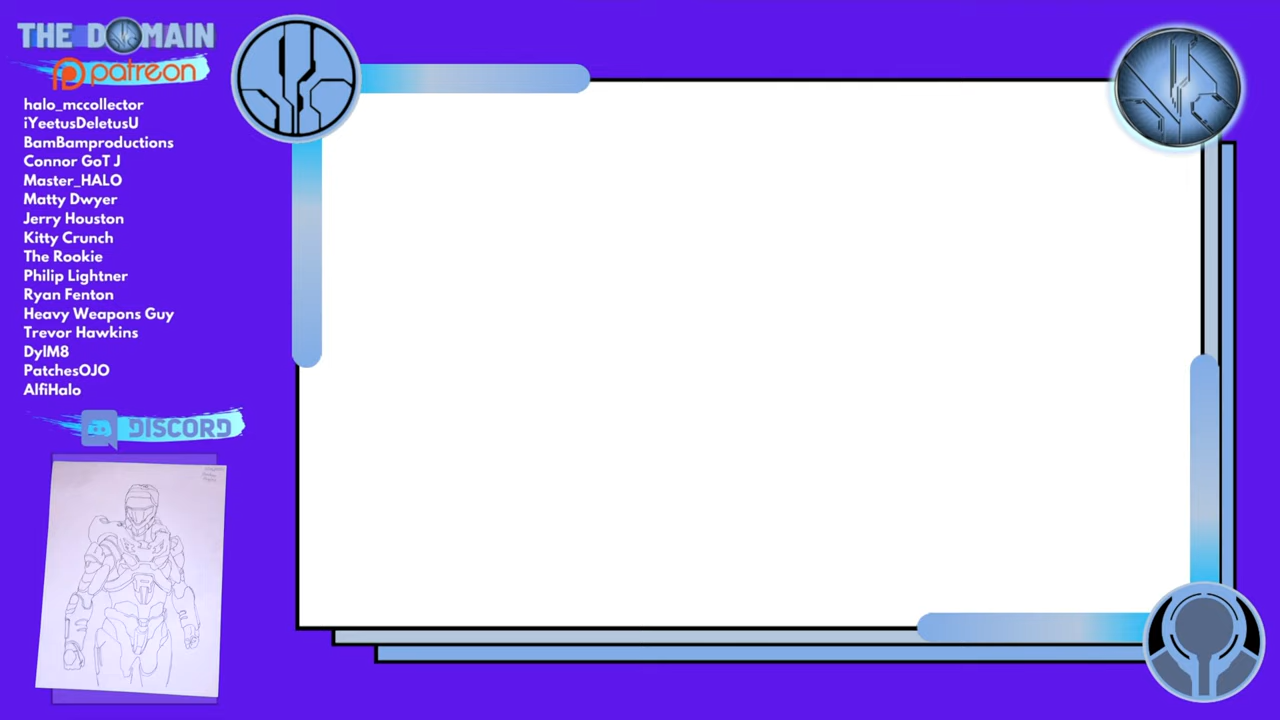 THE DOMAIN
patreon
halo_mccollector
iYeetusDeletusU
BamBamproductions
Connor GoT J
Master_HALO
Matty Dwyer
Jerry Houston
Kitty Crunch
The Rookie
Philip Lightner
Ryan Fenton
Heavy Weapons Guy
Trevor Hawkins
DylM8
PatchesOJO
AlfiHalo
DISCORD